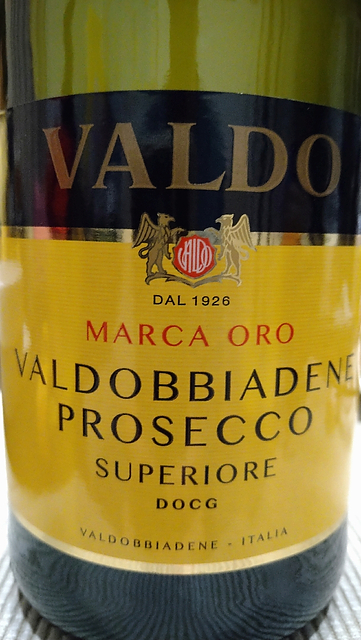 VALDO
VALDO
DAL 1926
MARCA ORO
VALDOBBIADENE
PROSECCO
SUPERIORE
DOCG
VALDOBBIADENE - ITALIA